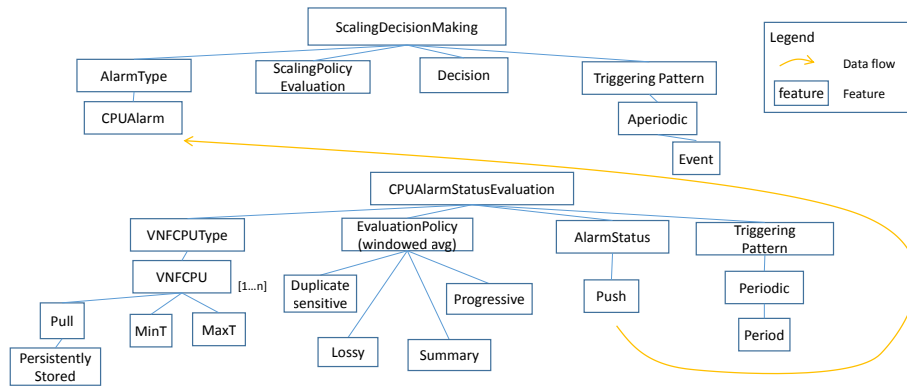 ScalingDecisionMaking
Legend
Data flow
feature
Feature
AlarmType
ScalingPolicy
Evaluation
Decision
Triggering Pattern
CPUAlarm
Aperiodic
Event
CPUAlarmStatusEvaluation
VNFCPUType
EvaluationPolicy
(windowed avg)
AlarmStatus
Triggering
Pattern
VNFCPU
[1...n]
Duplicate
sensitive
Progressive
Push
Periodic
Pull
MinT
MaxT
Period
Persistently
Stored
Lossy
Summary